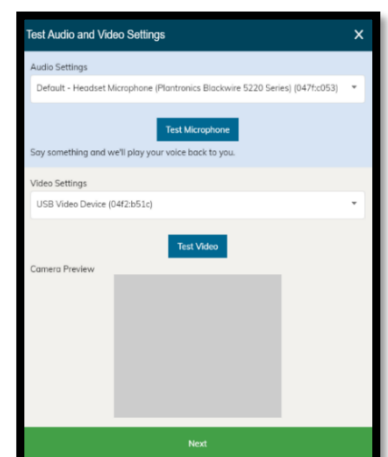 Test Audio and Video Settings X
Audio Settings
Default - Headset Microphone (Plantronics Blackwire 5220 Series) (047f:c053)
Test Microphone
Say something and we'll play your voice back to you.
Video Settings
USB Video Device (04f2:b51c)
Test Video
Camera Preview
Next